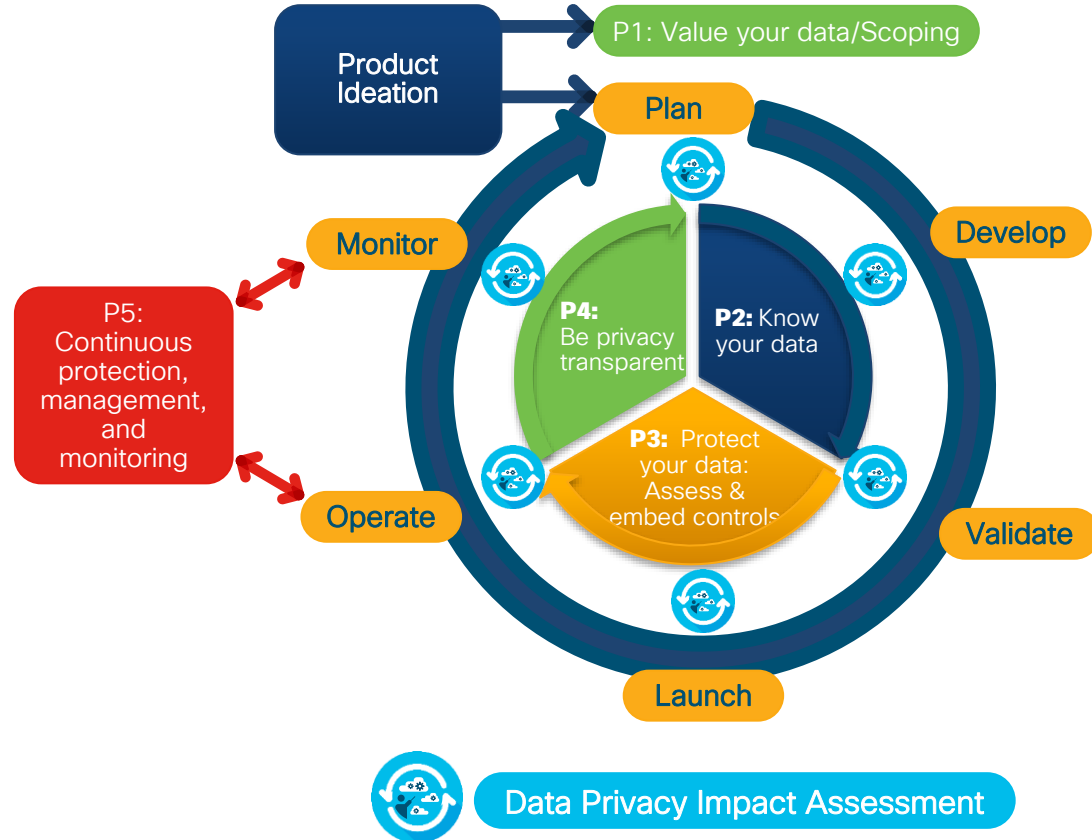 Product
Ideation
P1: Value your data/Scoping
Plan
Monitor
Develop
P5:
Continuous
protection,
management,
and
monitoring
P4:
Be privacy
transparent
P2: Know
your data
P3: Protect
your data:
Assess &
embed controls
Operate
Validate
Launch
Data Privacy Impact Assessment